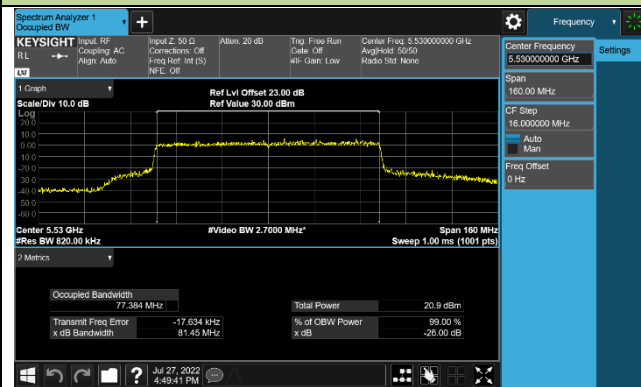 Spectrum Analyzer 1
Occupied BW
+
Frequency
KEYSIGHT
RL
LXI
Input: RF
Coupling: AC
Align: Auto
Input Z: 50 Ω
Corrections: Off
Freq Ref: Int (S)
NFE: Off
Atten: 20 dB
Trig: Free Run
Gate: Off
#IF Gain: Low
Center Freq: 5.530000000 GHz
Avg|Hold: 50/50
Radio Std: None
Center Frequency
5.530000000 GHz
Settings
Span
160.00 MHz
CF Step
16.000000 MHz
Auto
Man
Freq Offset
0 Hz
1 Graph
Scale/Div 10.0 dB
Ref Lvl Offset 23.00 dB
Ref Value 30.00 dBm
Log
20.0
10.0
0.00
-10.0
-20.0
-30.0
-40.0
-50.0
-60.0
Center 5.53 GHz
#Video BW 2.7000 MHz*
Span 160 MHz
#Res BW 820.00 kHz
Sweep 1.00 ms (1001 pts)
2 Metrics
Occupied Bandwidth
77.384 MHz
Total Power 20.9 dBm
Transmit Freq Error -17.634 kHz
% of OBW Power 99.00 %
x dB Bandwidth 81.45 MHz
x dB -26.00 dB
?
Jul 27, 2022
4:49:41 PM